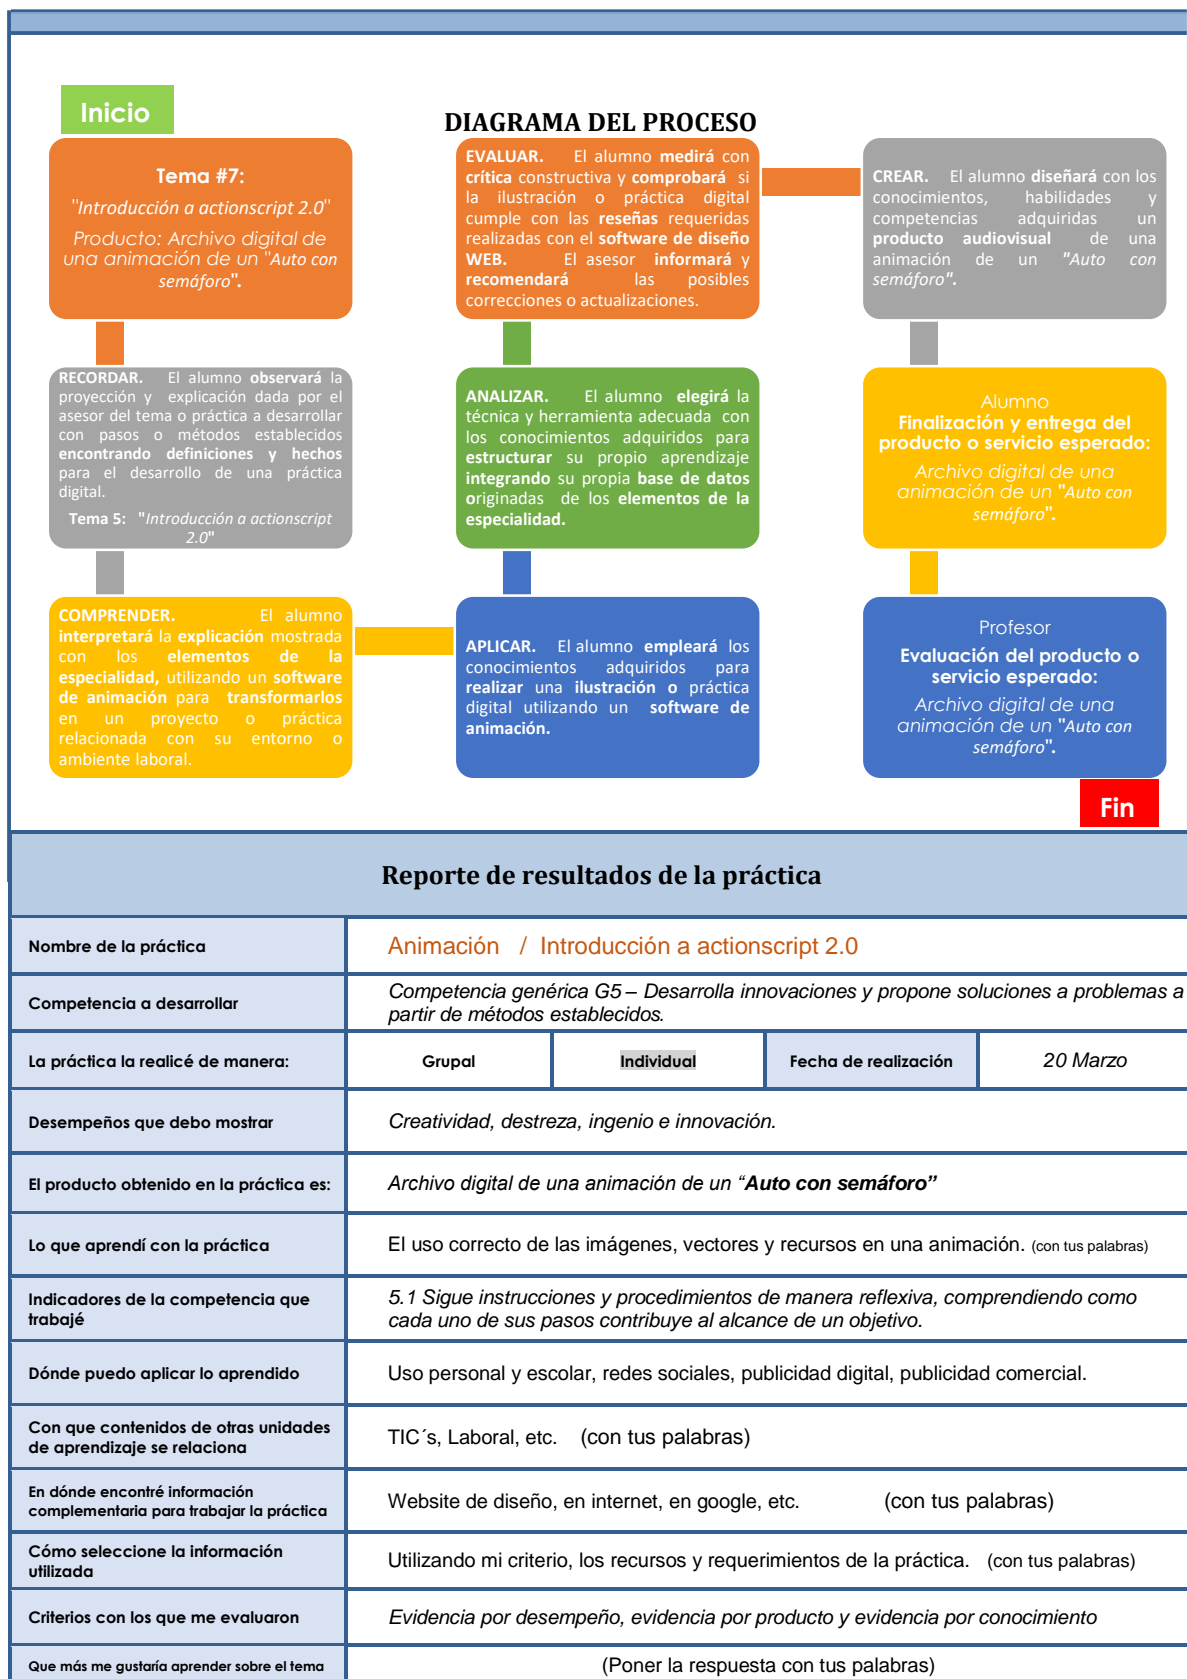 Inicio
DIAGRAMA DEL PROCESO
Tema #7:
"Introducción a actionscript 2.0"
Producto: Archivo digital de
una animación de un "Auto con
semáforo".
RECORDAR. El alumno observará la
proyección y explicación dada por el
asesor del tema o práctica a desarrollar
con pasos o métodos establecidos
encontrando definiciones y hechos
para el desarrollo de una práctica
digital.
Tema 5: "Introducción a actionscript
2.0"
COMPRENDER. El alumno
interpretará la explicación mostrada
con los elementos de la
especialidad, utilizando un software
de animación para transformarlos
en un proyecto o práctica
relacionada con su entorno o
ambiente laboral.
APLICAR. El alumno empleará los
conocimientos adquiridos para
realizar una ilustración o práctica
digital utilizando un software de
animación.
ANALIZAR. El alumno elegirá la
técnica y herramienta adecuada con
los conocimientos adquiridos para
estructurar su propio aprendizaje
integrando su propia base de datos
originadas de los elementos de la
especialidad.
EVALUAR. El alumno medirá con
crítica constructiva y comprobará si
la ilustración o práctica digital
cumple con las reseñas requeridas
realizadas con el software de diseño
WEB. El asesor informará y
recomendará las posibles
correcciones o actualizaciones.
CREAR. El alumno diseñará con los
conocimientos, habilidades y
competencias adquiridas un
producto audiovisual de una
animación de un "Auto con
semáforo".
Alumno
Finalización y entrega del
producto o servicio esperado:
Archivo digital de una
animación de un "Auto con
semáforo".
Profesor
Evaluación del producto o
servicio esperado:
Archivo digital de una
animación de un "Auto con
semáforo".
Fin
Reporte de resultados de la práctica
Nombre de la práctica
Animación / Introducción a actionscript 2.0
Competencia a desarrollar
Competencia genérica G5 – Desarrolla innovaciones y propone soluciones a problemas a
partir de métodos establecidos.
La práctica la realicé de manera: Grupal Individual Fecha de realización 20 Marzo
Desempeños que debo mostrar
Creatividad, destreza, ingenio e innovación.
El producto obtenido en la práctica es:
Archivo digital de una animación de un “Auto con semáforo”
Lo que aprendí con la práctica
El uso correcto de las imágenes, vectores y recursos en una animación. (con tus palabras)
Indicadores de la competencia que
trabajé
5.1 Sigue instrucciones y procedimientos de manera reflexiva, comprendiendo como
cada uno de sus pasos contribuye al alcance de un objetivo.
Dónde puedo aplicar lo aprendido
Uso personal y escolar, redes sociales, publicidad digital, publicidad comercial.
Con que contenidos de otras unidades
de aprendizaje se relaciona
TIC´s, Laboral, etc. (con tus palabras)
En dónde encontré información
complementaria para trabajar la práctica
Website de diseño, en internet, en google, etc. (con tus palabras)
Cómo seleccione la información
utilizada
Utilizando mi criterio, los recursos y requerimientos de la práctica. (con tus palabras)
Criterios con los que me evaluaron
Evidencia por desempeño, evidencia por producto y evidencia por conocimiento
Que más me gustaría aprender sobre el tema
(Poner la respuesta con tus palabras)